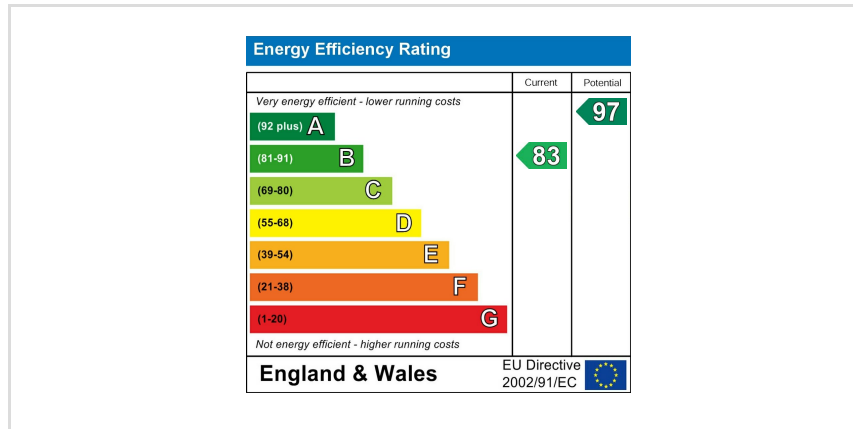 Energy Efficiency Rating
Current Potential
Very energy efficient - lower running costs
(92 plus) A
97
(81-91) B
83
(69-80) C
(55-68) D
(39-54) E
(21-38) F
(1-20) G
Not energy efficient - higher running costs
England & Wales
EU Directive
2002/91/EC